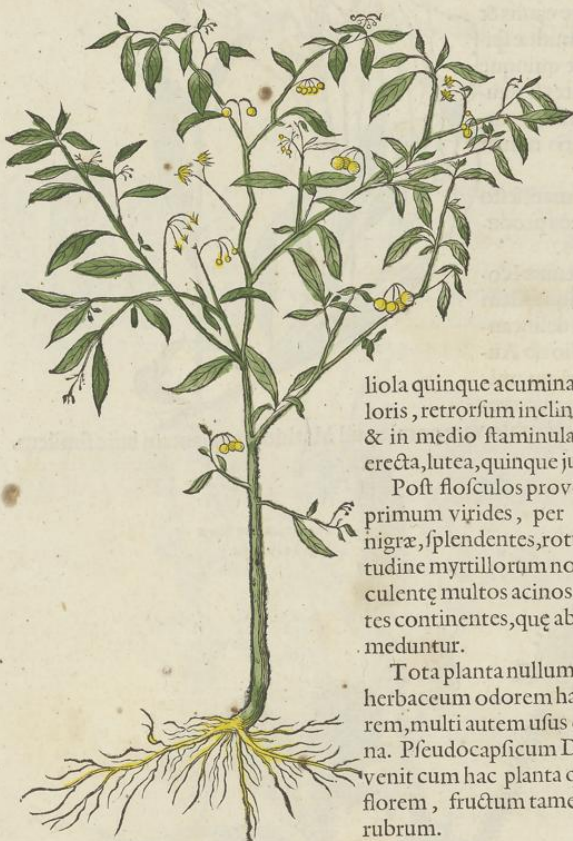 liola quinque acumina
loris, retrorſum inclin
& in medio ſtaminula
erecta, lutea, quinque ju
Poſt floſculos prov
primum virides, per
nigræ, ſplendentes, rot
tudine myrtillorum no
culentę multos acinos
tes continentes, quę ab
meduntur.
Tota planta nullum
herbaceum odorem ha
rem, multi autem uſus
na. Pſeudocapſicum D
venit cum hac planta
florem, fructum tame
rubrum.